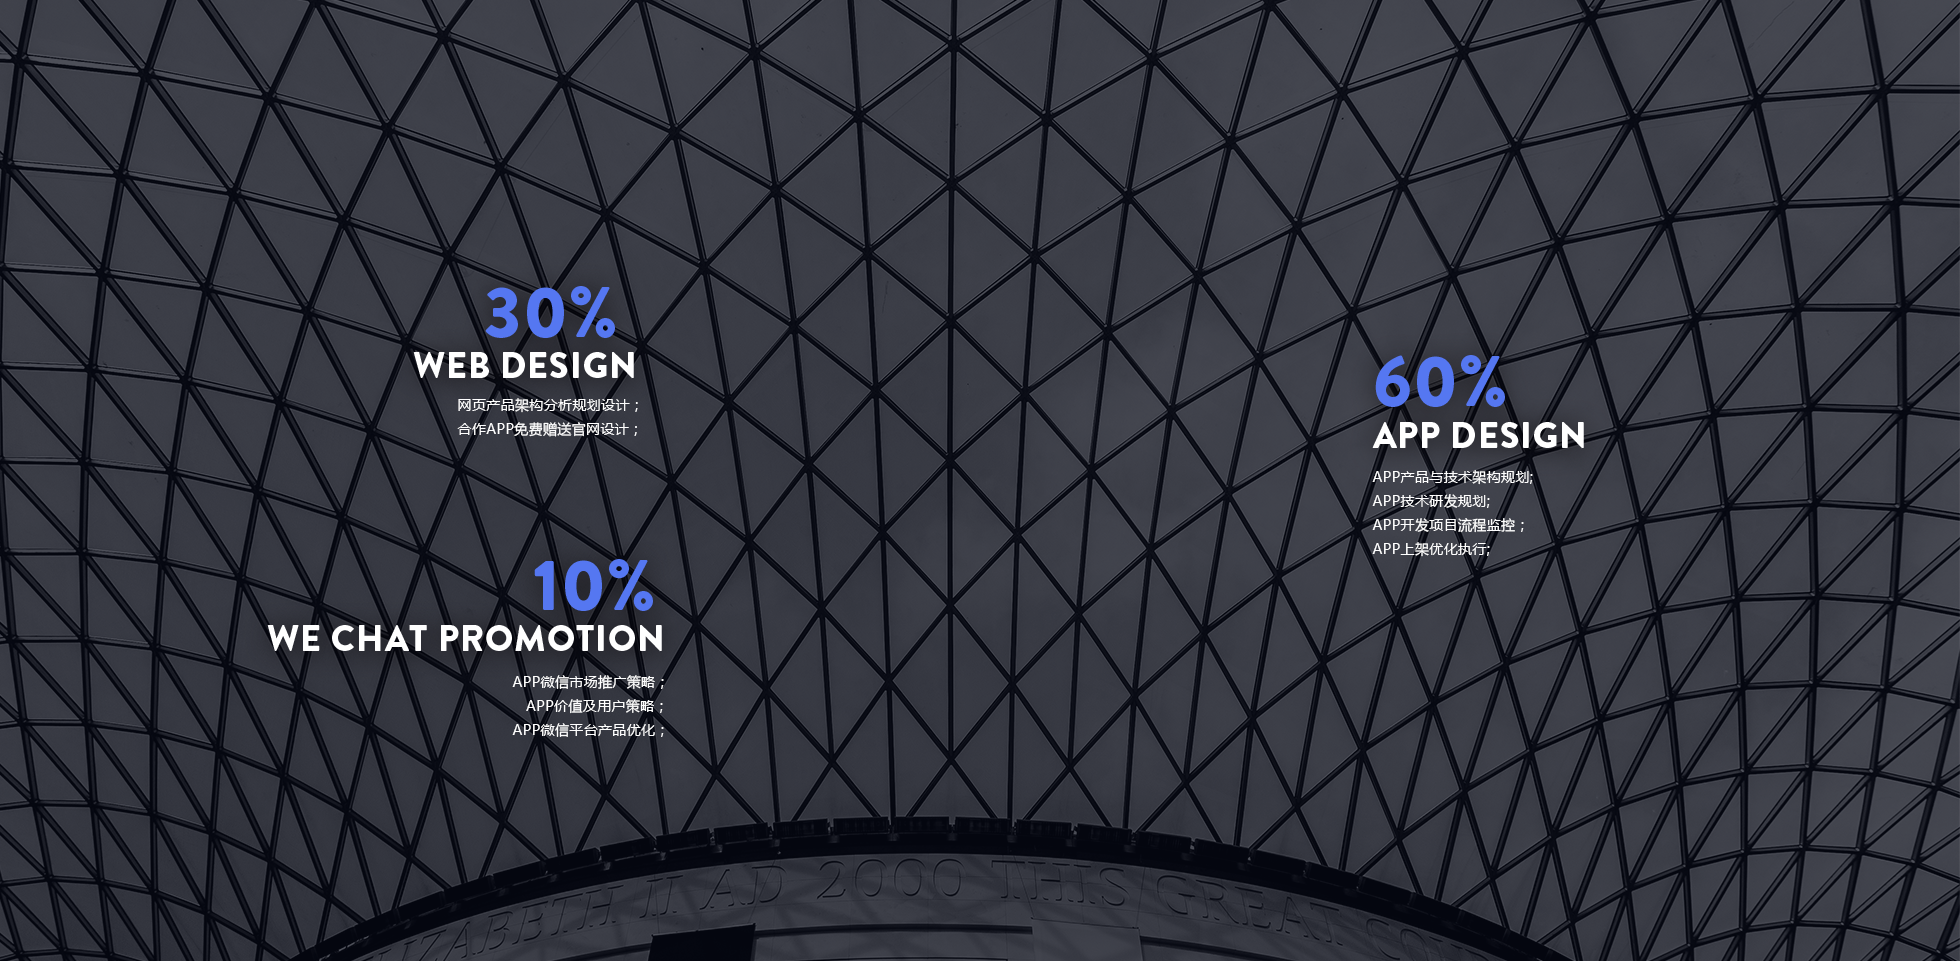 30%
WEB DESIGN
网页产品架构分析规划设计；
合作APP免费赠送官网设计；
60%
APP DESIGN
APP产品与技术架构规划;
APP技术研发规划;
APP开发项目流程监控；
APP上架优化执行;
10%
WE CHAT PROMOTION
APP微信市场推广策略；
APP价值及用户策略；
APP微信平台产品优化；
IZABETH II AD 2000 THIS GREAT